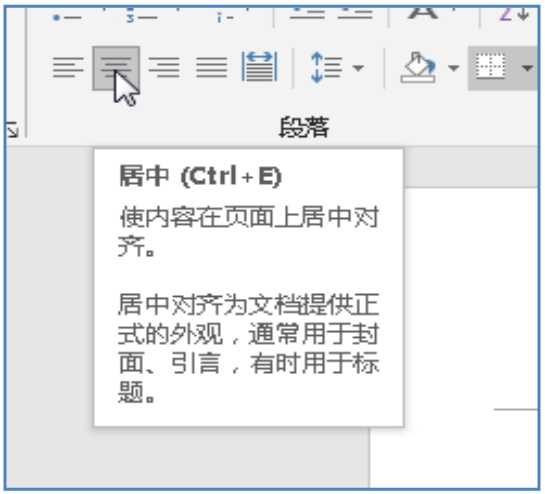 段落
居中 (Ctrl+E)
使内容在页面上居中对
齐。
居中对齐为文档提供正
式的外观，通常用于封
面、引言，有时用于标
题。